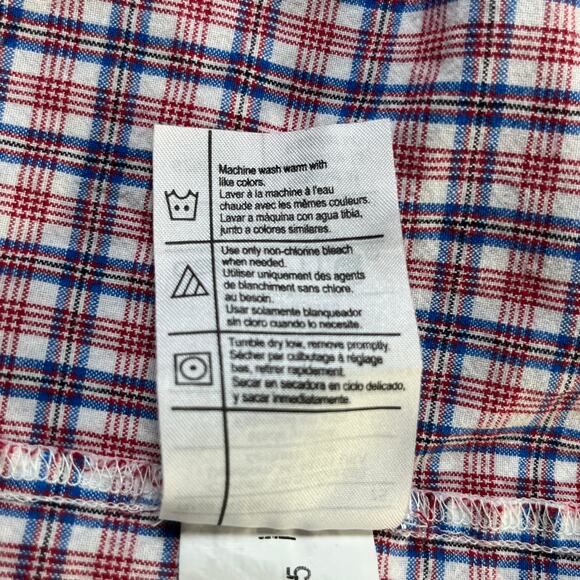 Machine wash warm with
like colors.
Laver à la machine à l'eau
chaude avec les mêmes couleurs.
Lavar a máquina con agua tibia,
junto a colores similares.
Use only non-chlorine bleach
when needed.
Utiliser uniquement des agents
de blanchiment sans chlore.
au besoin.
Usar solamente blanqueador
sin cloro cuando lo necesite.
Tumble dry low, remove promptly.
Sécher par culbutage à réglage
bas, retirer rapidement.
Sacar en secadora en ciclo delicado,
y sacar inmediatamente.
5